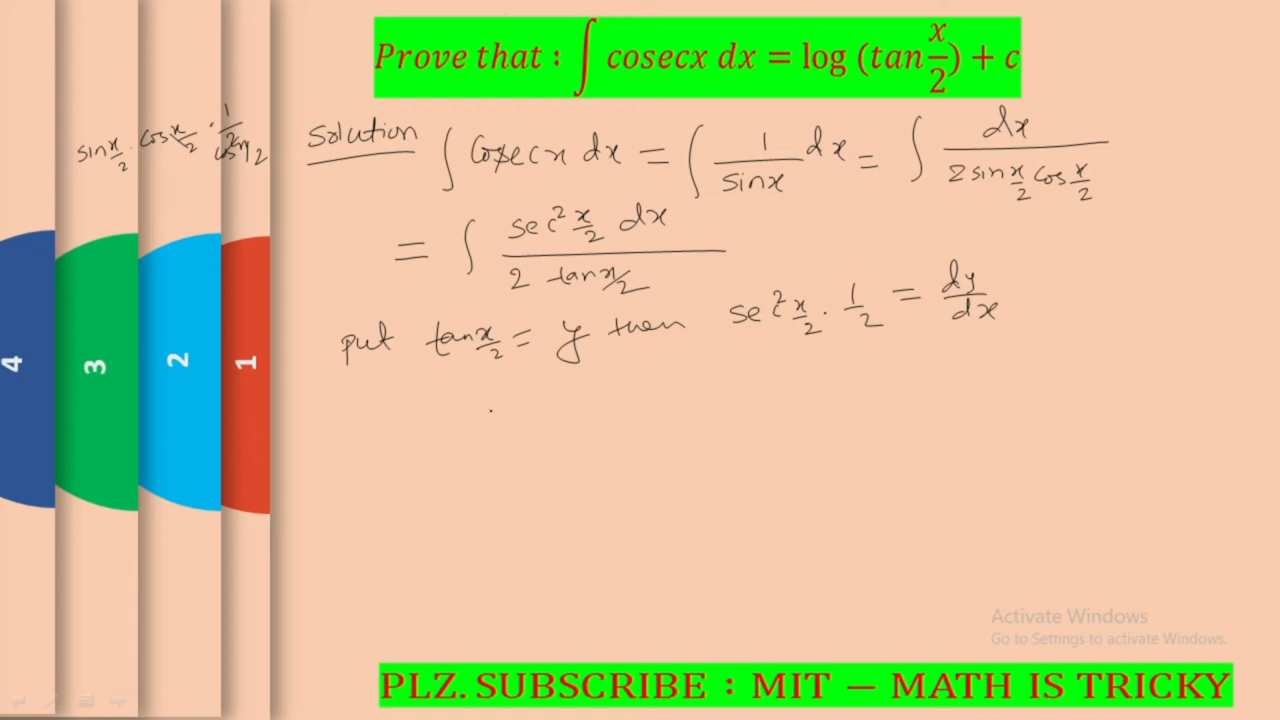 Prove that : ∫ cosecx dx = log (tan x/2) + c
sin x/2 . cos x/2 . 1/cos² x/2
Solution ∫ Cosecx dx = ∫ 1/sinx dx = ∫ dx/(2 sin x/2 cos x/2)
= ∫ sec² x/2 dx/(2 tan x/2)
put tan x/2 = y then sec² x/2 . 1/2 = dy/dx
4
3
2
1
Activate Windows
Go to Settings to activate Windows.
PLZ. SUBSCRIBE : MIT − MATH IS TRICKY